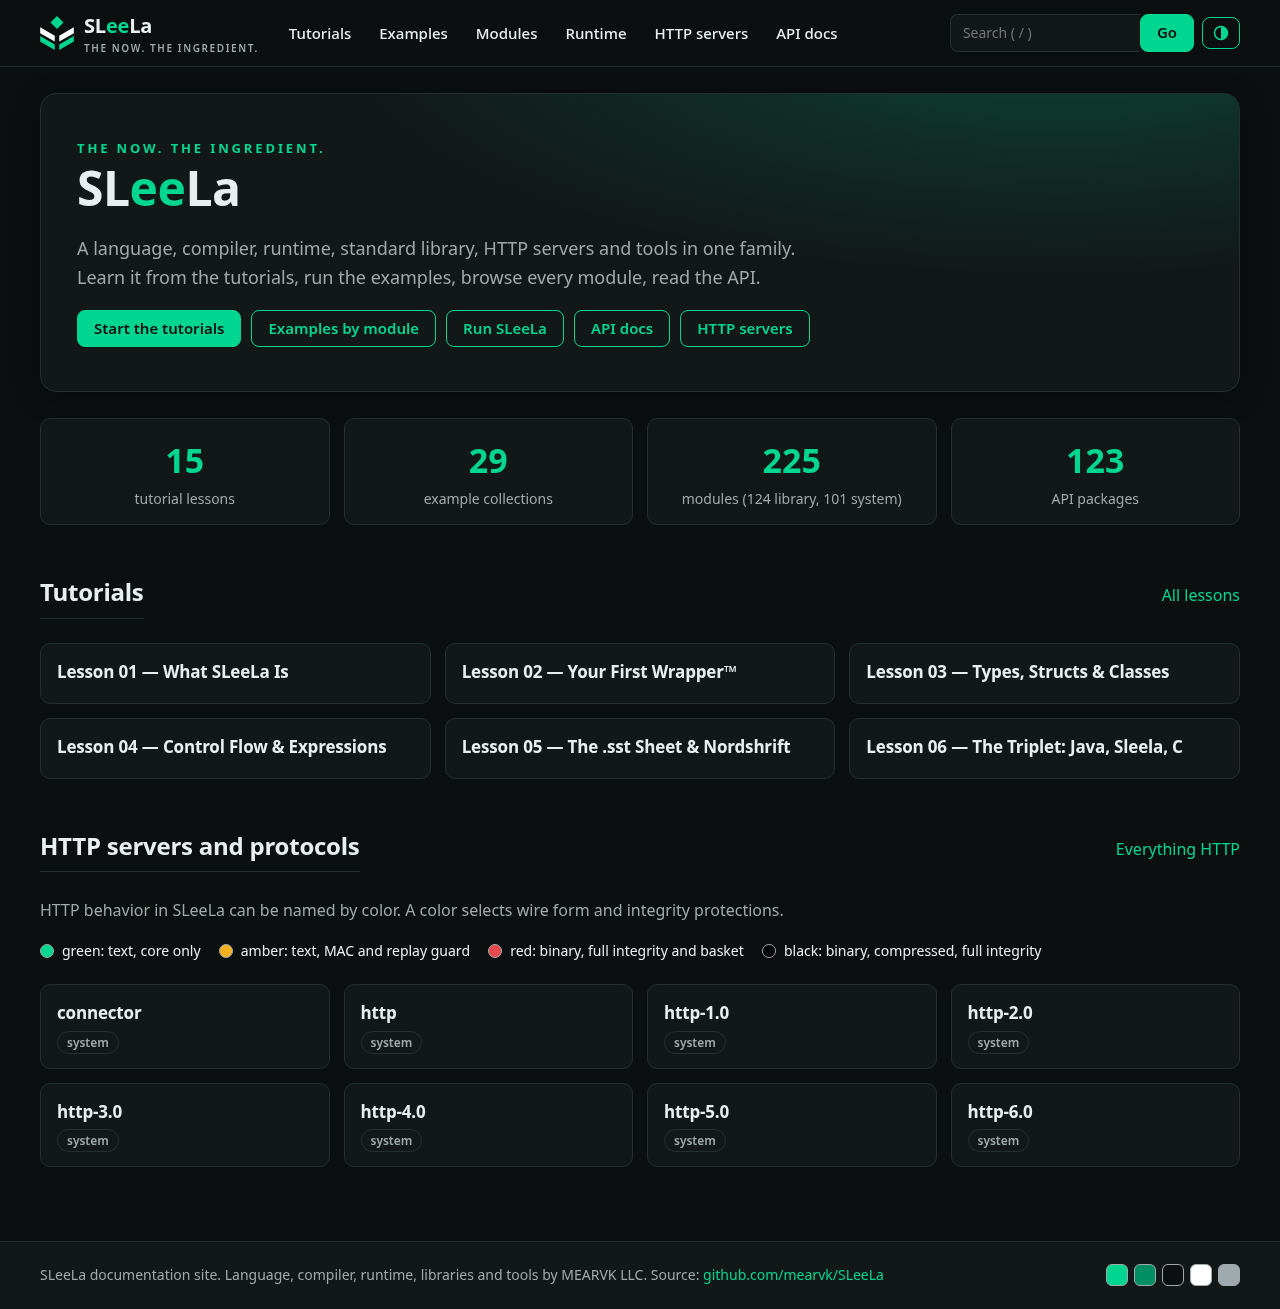 SLeeLa
THE NOW. THE INGREDIENT.
Tutorials Examples Modules Runtime HTTP servers API docs
Search ( / ) Go
THE NOW. THE INGREDIENT.
SLeeLa
A language, compiler, runtime, standard library, HTTP servers and tools in one family.
Learn it from the tutorials, run the examples, browse every module, read the API.
Start the tutorials Examples by module Run SLeeLa API docs HTTP servers
15 29 225 123
tutorial lessons example collections modules (124 library, 101 system) API packages
Tutorials All lessons
Lesson 01 — What SLeeLa Is Lesson 02 — Your First Wrapper™ Lesson 03 — Types, Structs & Classes
Lesson 04 — Control Flow & Expressions Lesson 05 — The .sst Sheet & Nordshrift Lesson 06 — The Triplet: Java, Sleela, C
HTTP servers and protocols Everything HTTP
HTTP behavior in SLeeLa can be named by color. A color selects wire form and integrity protections.
green: text, core only amber: text, MAC and replay guard red: binary, full integrity and basket black: binary, compressed, full integrity
connector http http-1.0 http-2.0
system system system system
http-3.0 http-4.0 http-5.0 http-6.0
system system system system
SLeeLa documentation site. Language, compiler, runtime, libraries and tools by MEARVK LLC. Source: github.com/mearvk/SLeeLa